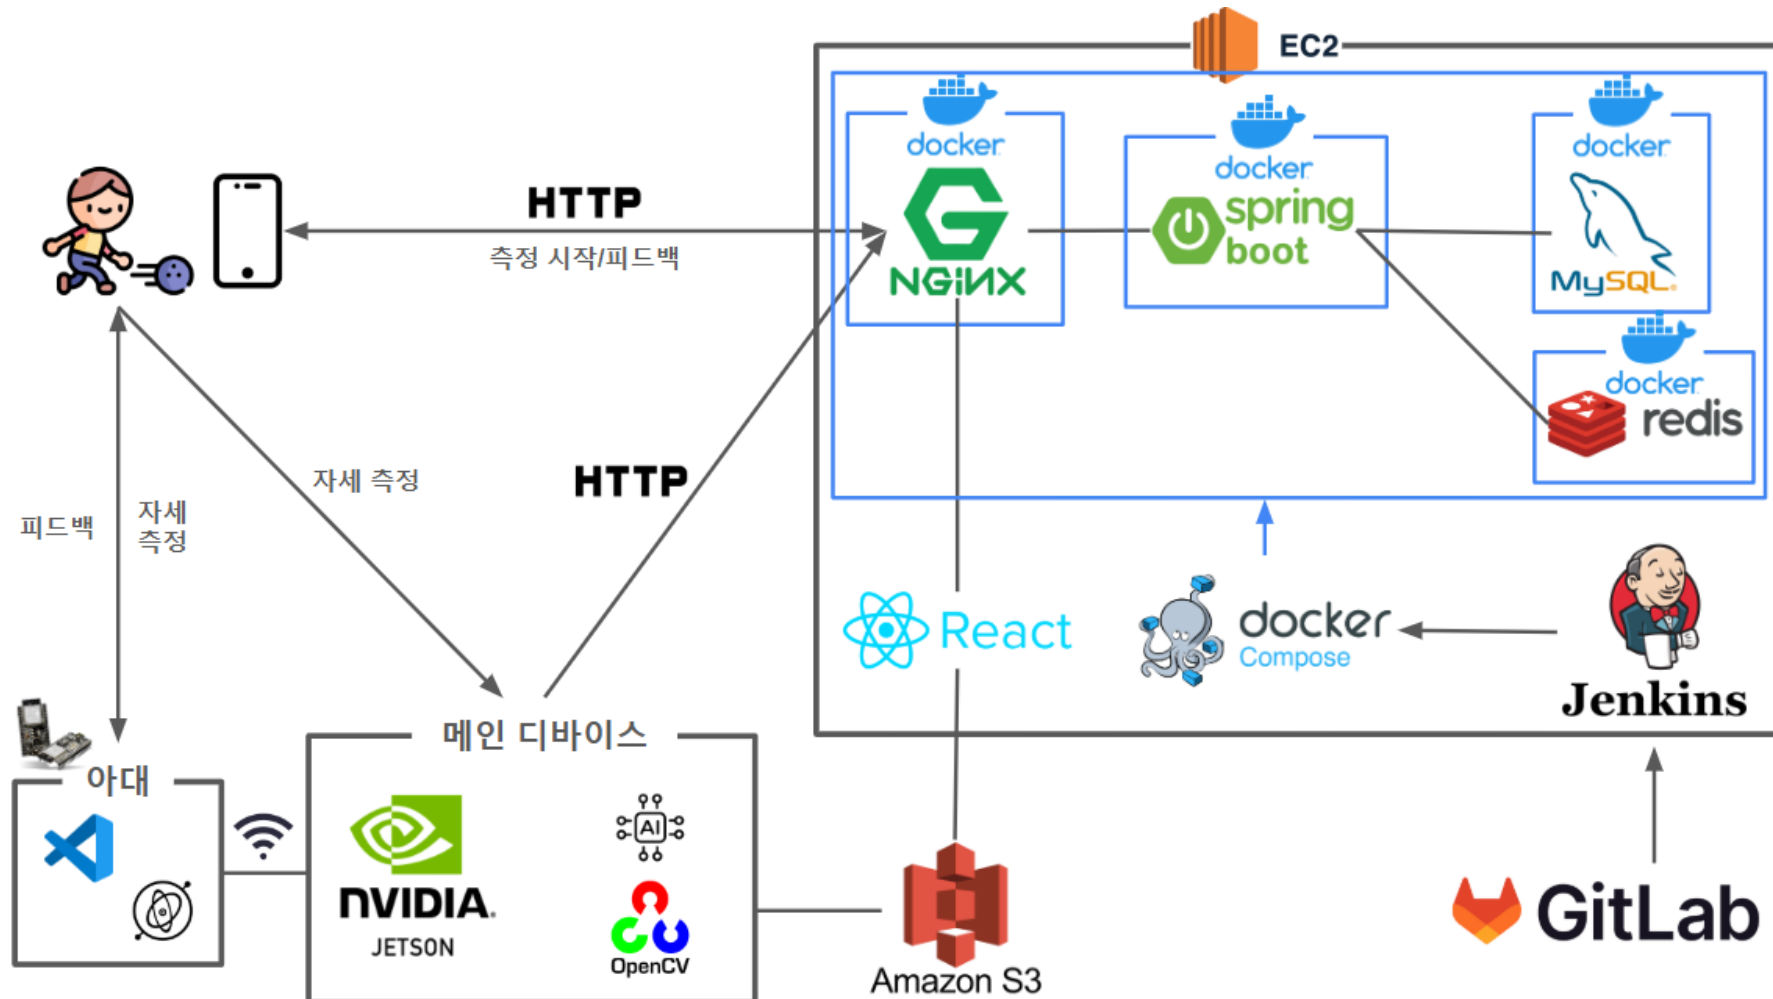 EC2
docker
docker
docker
HTTP
측정 시작/피드백
NGiNX
spring
boot
MySQL
docker
redis
자세 측정
HTTP
피드백
자세
측정
React
docker
Compose
Jenkins
메인 디바이스
아대
AI
NVIDIA.
JETSON
OpenCV
Amazon S3
GitLab